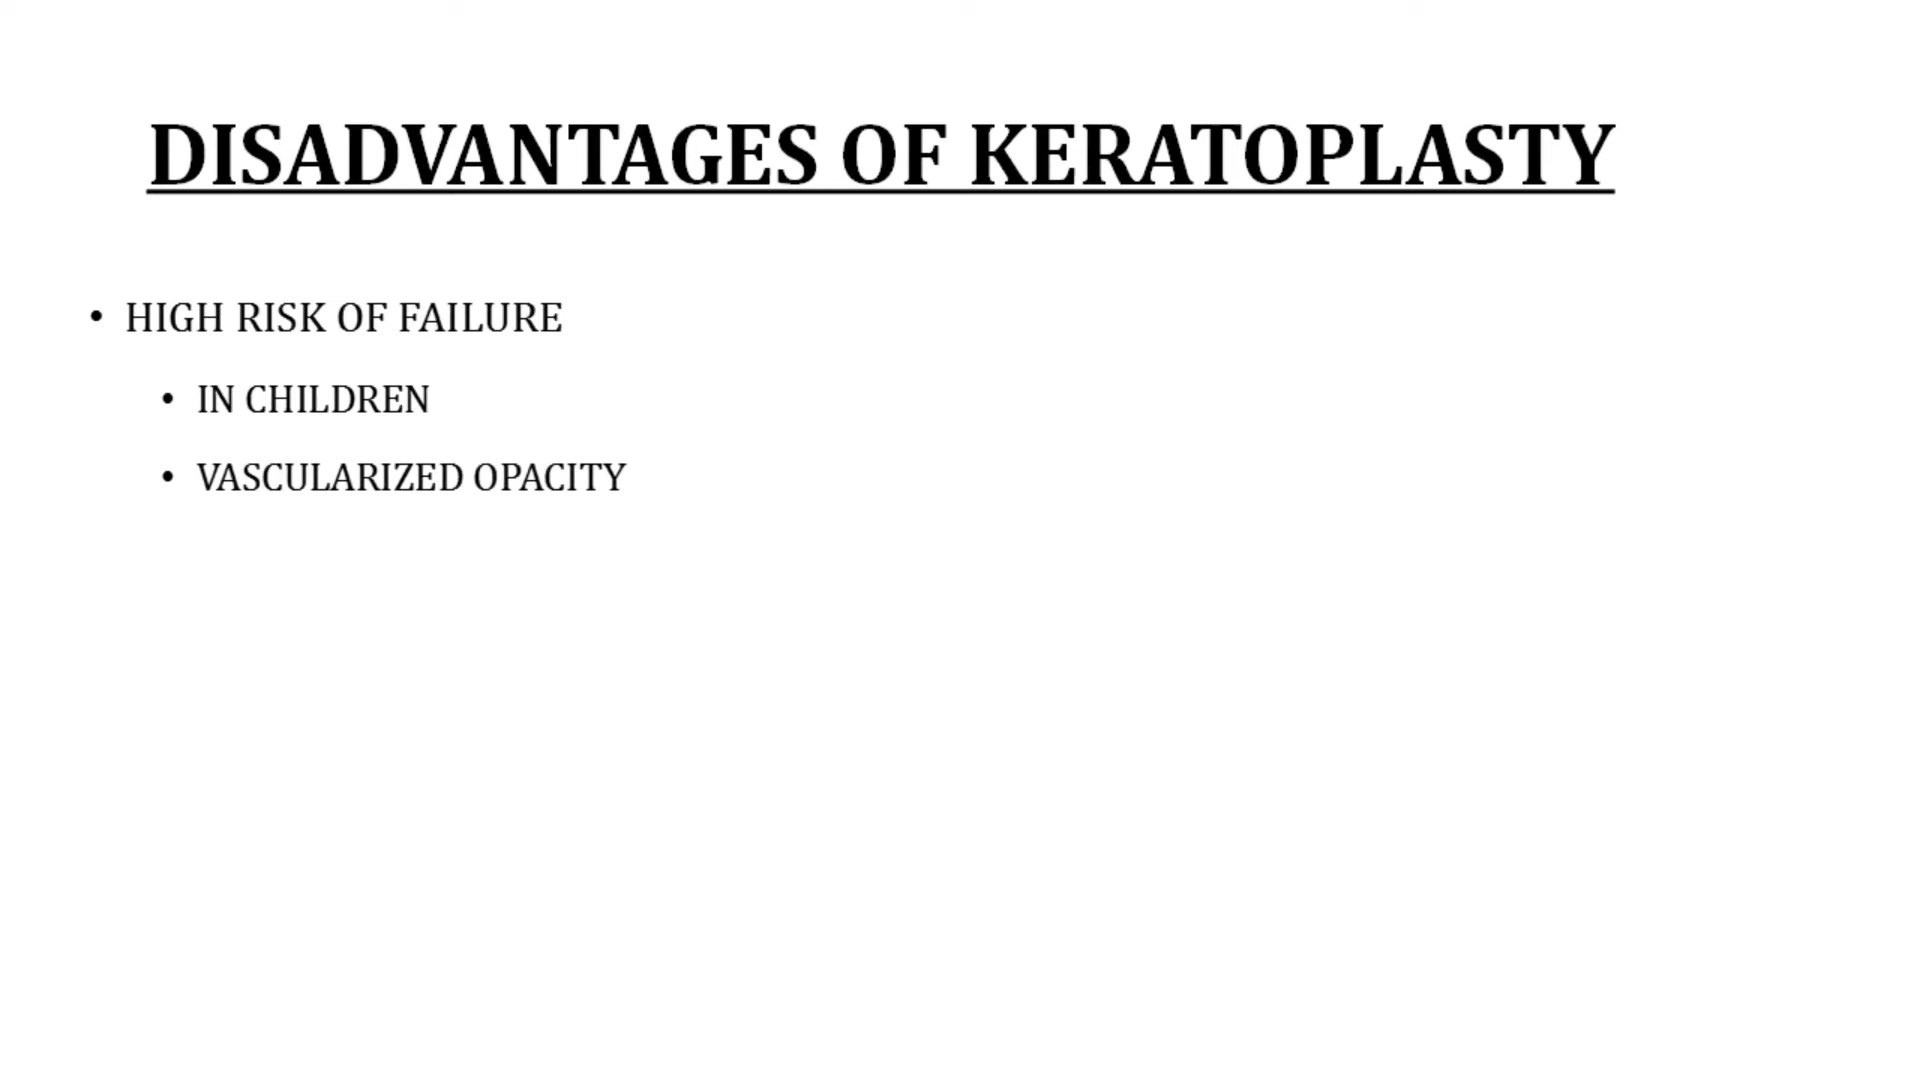 DISADVANTAGES OF KERATOPLASTY
• HIGH RISK OF FAILURE
• IN CHILDREN
• VASCULARIZED OPACITY